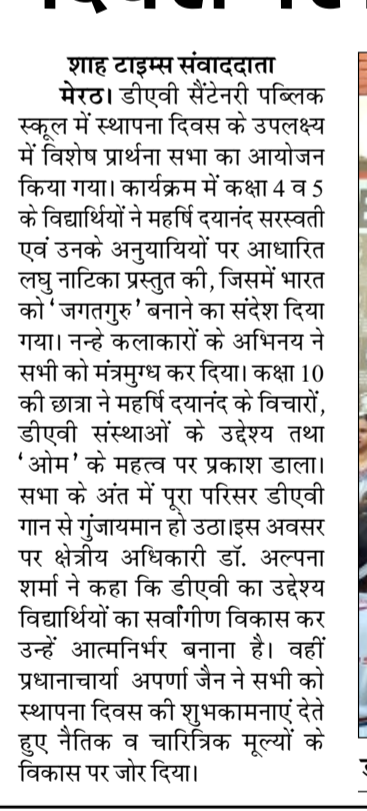 शाह टाइम्स संवाददाता
मेरठ। डीएवी सैंटेनरी पब्लिक
स्कूल में स्थापना दिवस के उपलक्ष्य
में विशेष प्रार्थना सभा का आयोजन
किया गया। कार्यक्रम में कक्षा 4 व 5
के विद्यार्थियों ने महर्षि दयानंद सरस्वती
एवं उनके अनुयायियों पर आधारित
लघु नाटिका प्रस्तुत की, जिसमें भारत
को ‘जगतगुरु’ बनाने का संदेश दिया
गया। नन्हे कलाकारों के अभिनय ने
सभी को मंत्रमुग्ध कर दिया। कक्षा 10
की छात्रा ने महर्षि दयानंद के विचारों,
डीएवी संस्थाओं के उद्देश्य तथा
‘ओम’ के महत्व पर प्रकाश डाला।
सभा के अंत में पूरा परिसर डीएवी
गान से गुंजायमान हो उठा।इस अवसर
पर क्षेत्रीय अधिकारी डॉ. अल्पना
शर्मा ने कहा कि डीएवी का उद्देश्य
विद्यार्थियों का सर्वांगीण विकास कर
उन्हें आत्मनिर्भर बनाना है। वहीं
प्रधानाचार्या अपर्णा जैन ने सभी को
स्थापना दिवस की शुभकामनाएं देते
हुए नैतिक व चारित्रिक मूल्यों के
विकास पर जोर दिया।